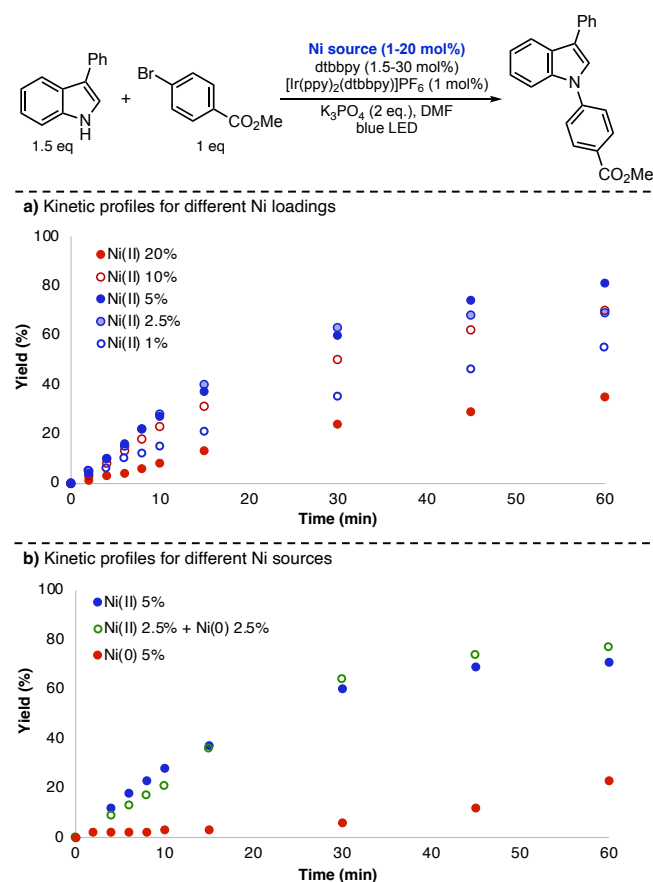 Ph
NH
1.5 eq
+
Br
CO2Me
1 eq
Ni source (1-20 mol%)
dtbbpy (1.5-30 mol%)
[Ir(ppy)2(dtbbpy)]PF6 (1 mol%)
K3PO4 (2 eq.), DMF
blue LED
Ph
N
CO2Me
a) Kinetic profiles for different Ni loadings
Yield (%)
100
80
60
40
20
0
Ni(II) 20%
Ni(II) 10%
Ni(II) 5%
Ni(II) 2.5%
Ni(II) 1%
0 10 20 30 40 50 60
Time (min)
b) Kinetic profiles for different Ni sources
Yield (%)
100
80
60
40
20
0
Ni(II) 5%
Ni(II) 2.5% + Ni(0) 2.5%
Ni(0) 5%
0 10 20 30 40 50 60
Time (min)